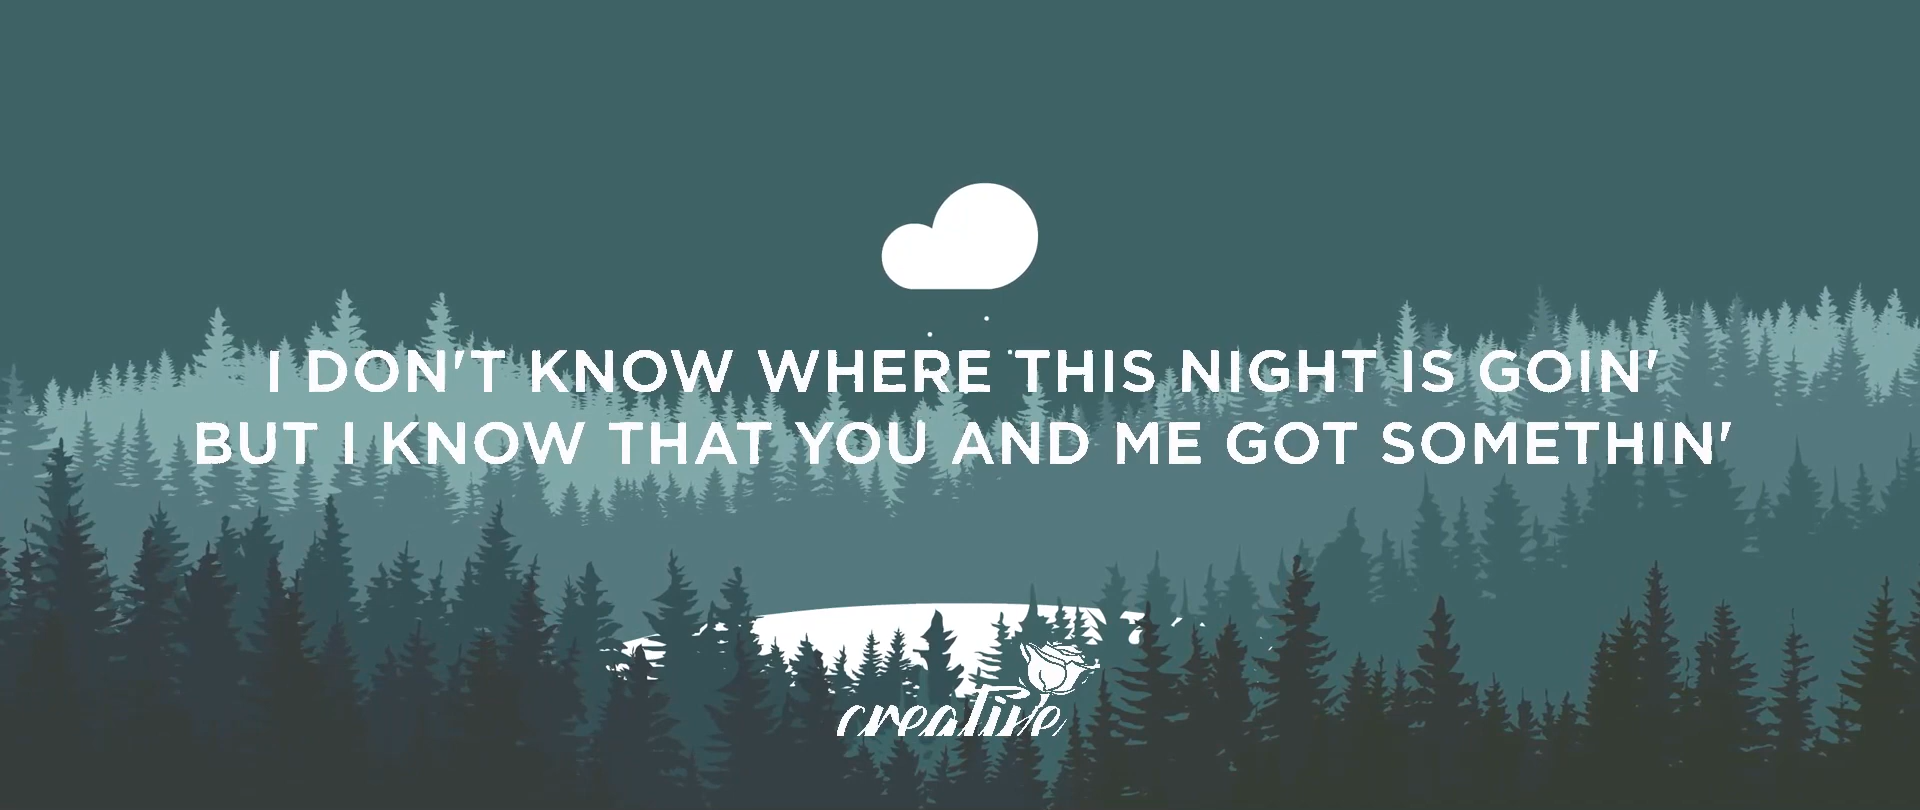 I DON'T KNOW WHERE THIS NIGHT IS GOIN'
BUT I KNOW THAT YOU AND ME GOT SOMETHIN'
creative